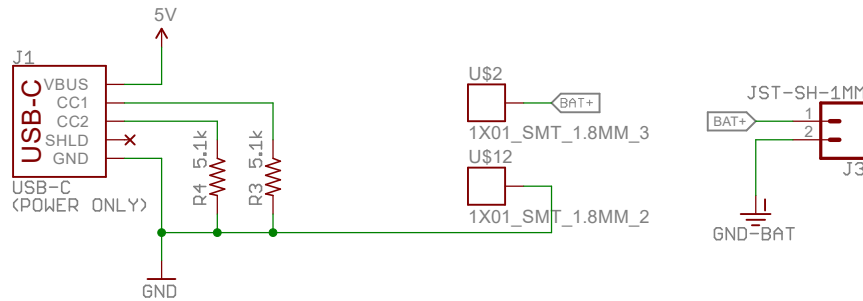 5V
J1
USB-C
VBUS
CC1
CC2
SHLD
GND
USB-C
(POWER ONLY)
R4 5.1k
R3 5.1k
GND
U$2
BAT+
1X01_SMT_1.8MM_3
U$12
1X01_SMT_1.8MM_2
JST-SH-1MM
BAT+
1
2
J3
GND-BAT